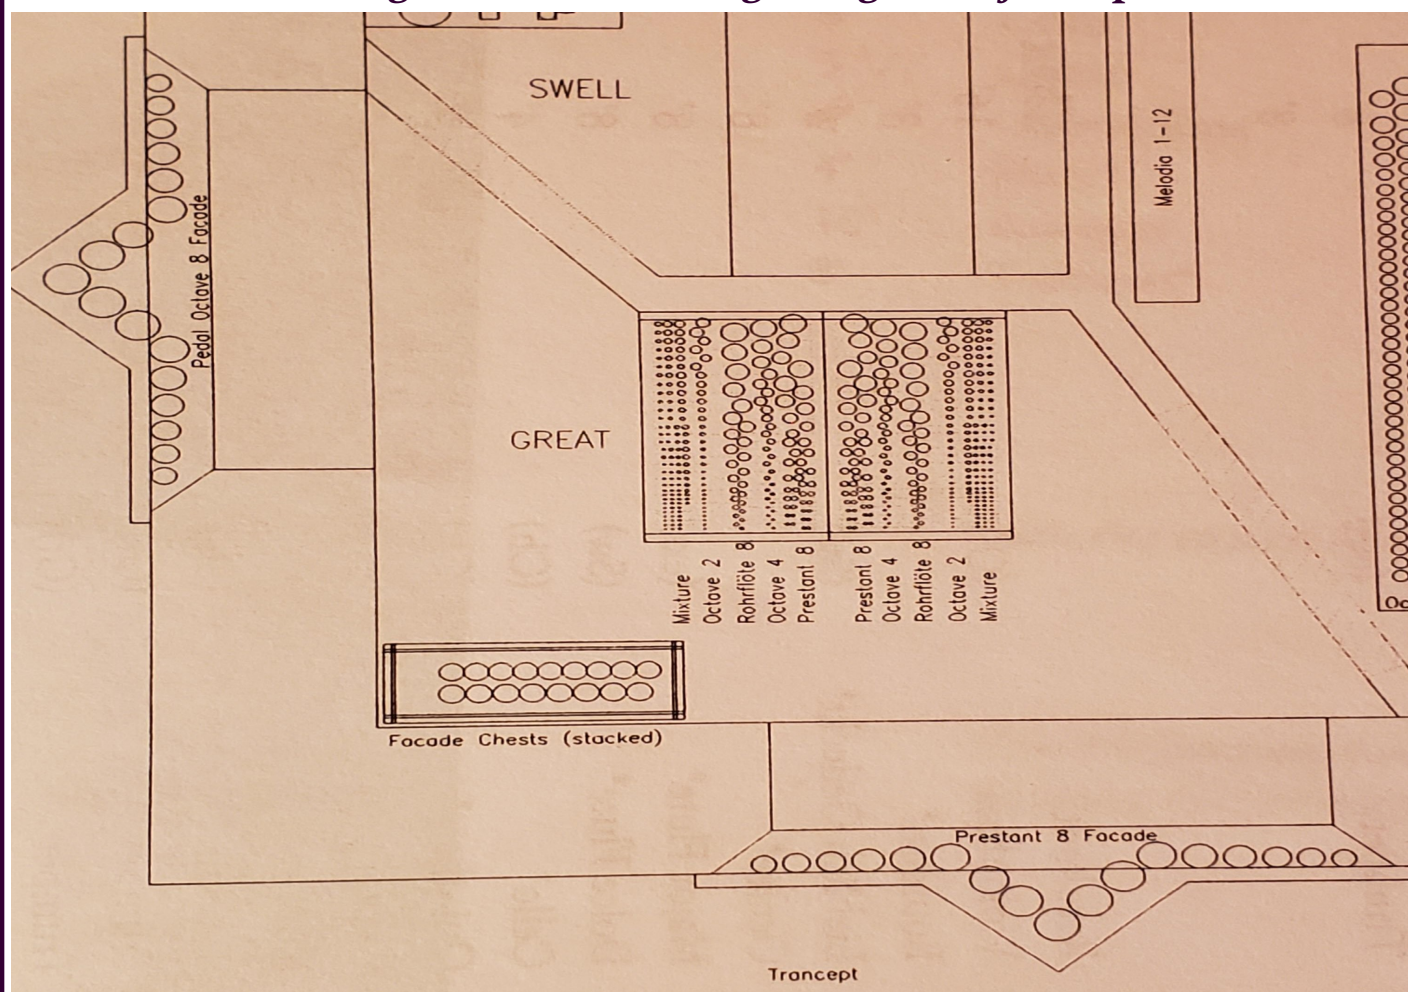 SWELL
Melodia 1-12
Pedal Octave 8 Facade
GREAT
Mixture
Octave 2
Rohrflöte 8
Octave 4
Prestant 8
Prestant 8
Octave 4
Rohrflöte 8
Octave 2
Mixture
Facade Chests (stacked)
Prestant 8 Facade
Trancept